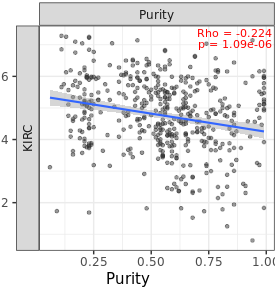 Purity
Rho = -0.224
p = 1.09e-06
KIRC
6
4
2
0.25 0.50 0.75 1.00
Purity